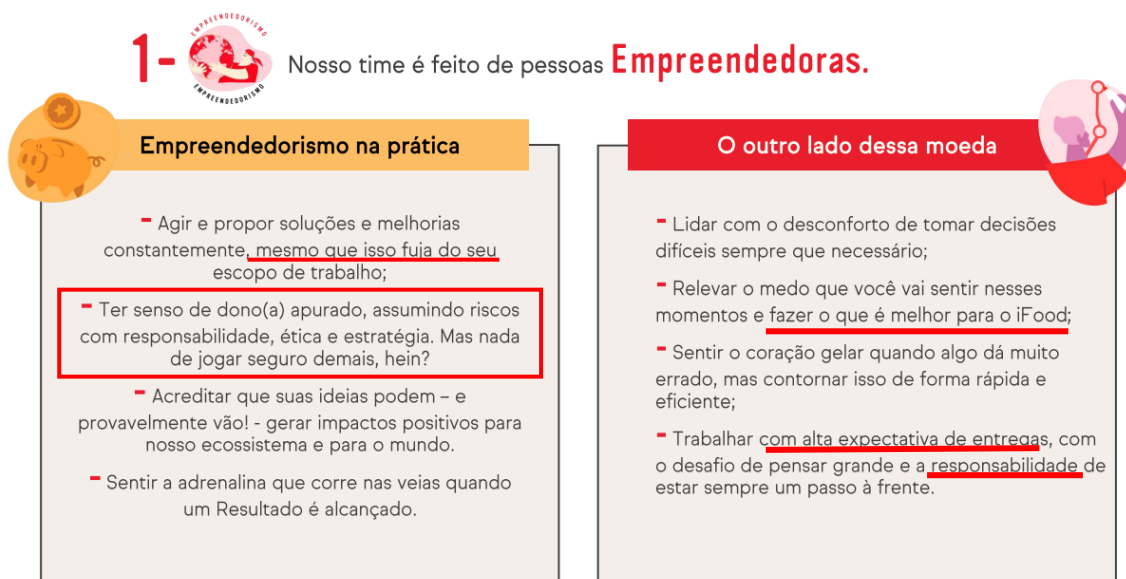 1-
EMPREENDEDORISMO
EMPREENDEDORISMO
Nosso time é feito de pessoas Empreendedoras.
Empreendedorismo na prática
- Agir e propor soluções e melhorias
constantemente, mesmo que isso fuja do seu
escopo de trabalho;
- Ter senso de dono(a) apurado, assumindo riscos
com responsabilidade, ética e estratégia. Mas nada
de jogar seguro demais, hein?
- Acreditar que suas ideias podem – e
provavelmente vão! - gerar impactos positivos para
nosso ecossistema e para o mundo.
- Sentir a adrenalina que corre nas veias quando
um Resultado é alcançado.
O outro lado dessa moeda
- Lidar com o desconforto de tomar decisões
difíceis sempre que necessário;
- Relevar o medo que você vai sentir nesses
momentos e fazer o que é melhor para o iFood;
- Sentir o coração gelar quando algo dá muito
errado, mas contornar isso de forma rápida e
eficiente;
- Trabalhar com alta expectativa de entregas, com
o desafio de pensar grande e a responsabilidade de
estar sempre um passo à frente.